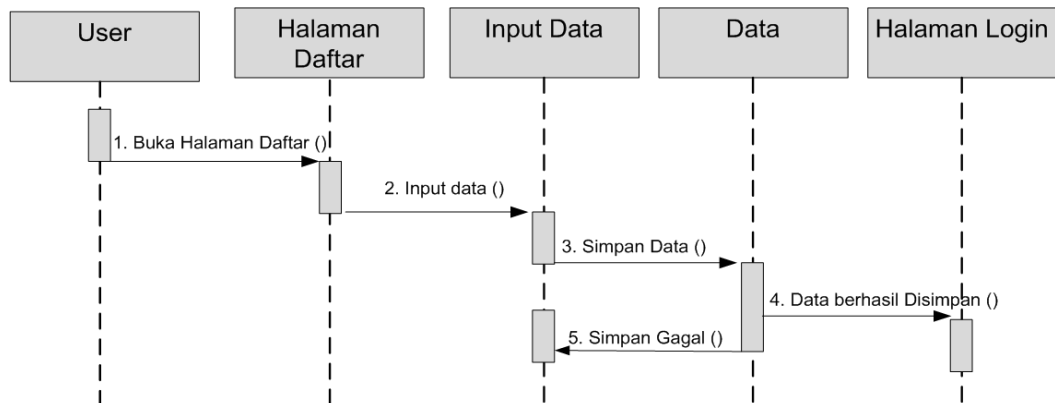 User
Halaman
Daftar
Input Data
Data
Halaman Login
1. Buka Halaman Daftar ()
2. Input data ()
3. Simpan Data ()
4. Data berhasil Disimpan ()
5. Simpan Gagal ()